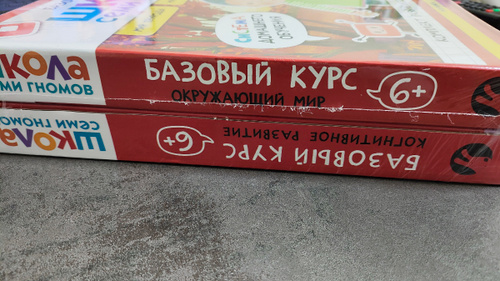 ШКОЛА
СЕМИ ГНОМОВ
БАЗОВЫЙ КУРС
ОКРУЖАЮЩИЙ МИР
6+
ШКОЛА
СЕМИ ГНОМОВ
БАЗОВЫЙ КУРС
КОГНИТИВНОЕ РАЗВИТИЕ
6+